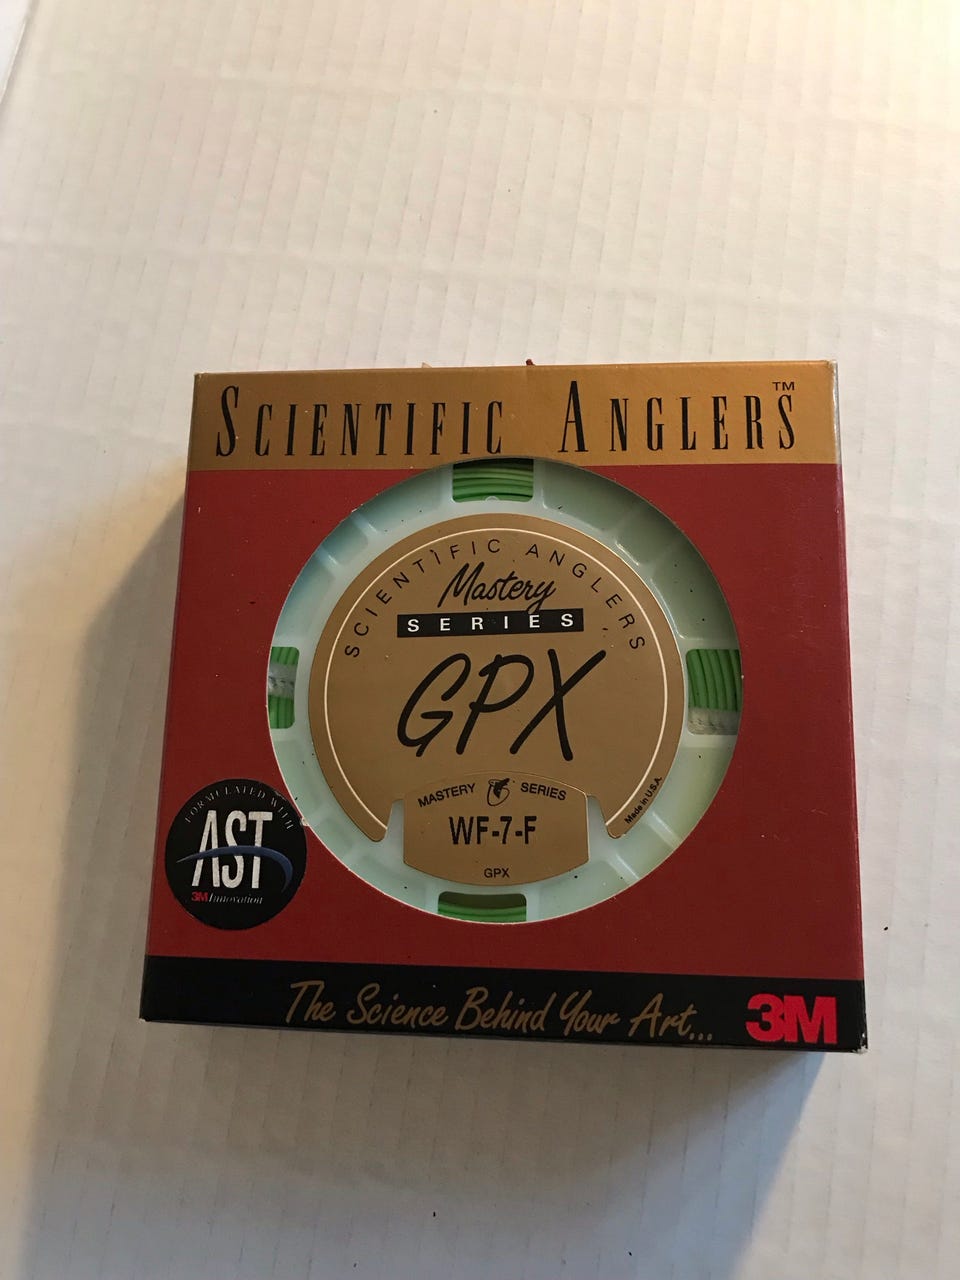 SCIENTIFIC ANGLERS™
SCIENTIFIC ANGLERS
Mastery
SERIES
GPX
MASTERY SERIES
WF-7-F
GPX
Made in U.S.A.
FORMULATED WITH
AST
3M Innovation
The Science Behind Your Art...
3M